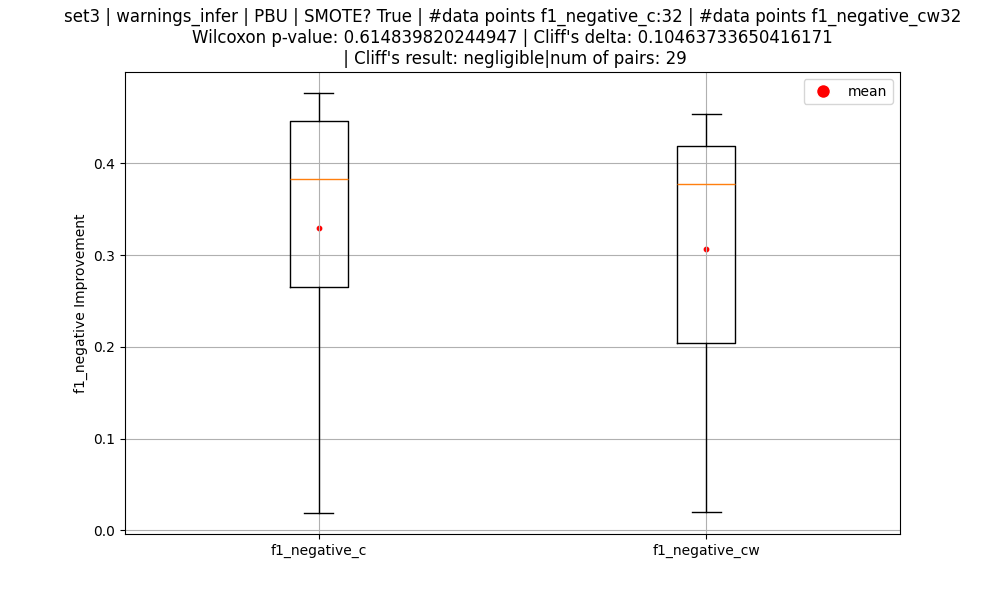 set3 | warnings_infer | PBU | SMOTE? True | #data points f1_negative_c:32 | #data points f1_negative_cw32
Wilcoxon p-value: 0.614839820244947 | Cliff's delta: 0.10463733650416171
| Cliff's result: negligible|num of pairs: 29
mean
f1_negative Improvement
0.4
0.3
0.2
0.1
0.0
f1_negative_c
f1_negative_cw